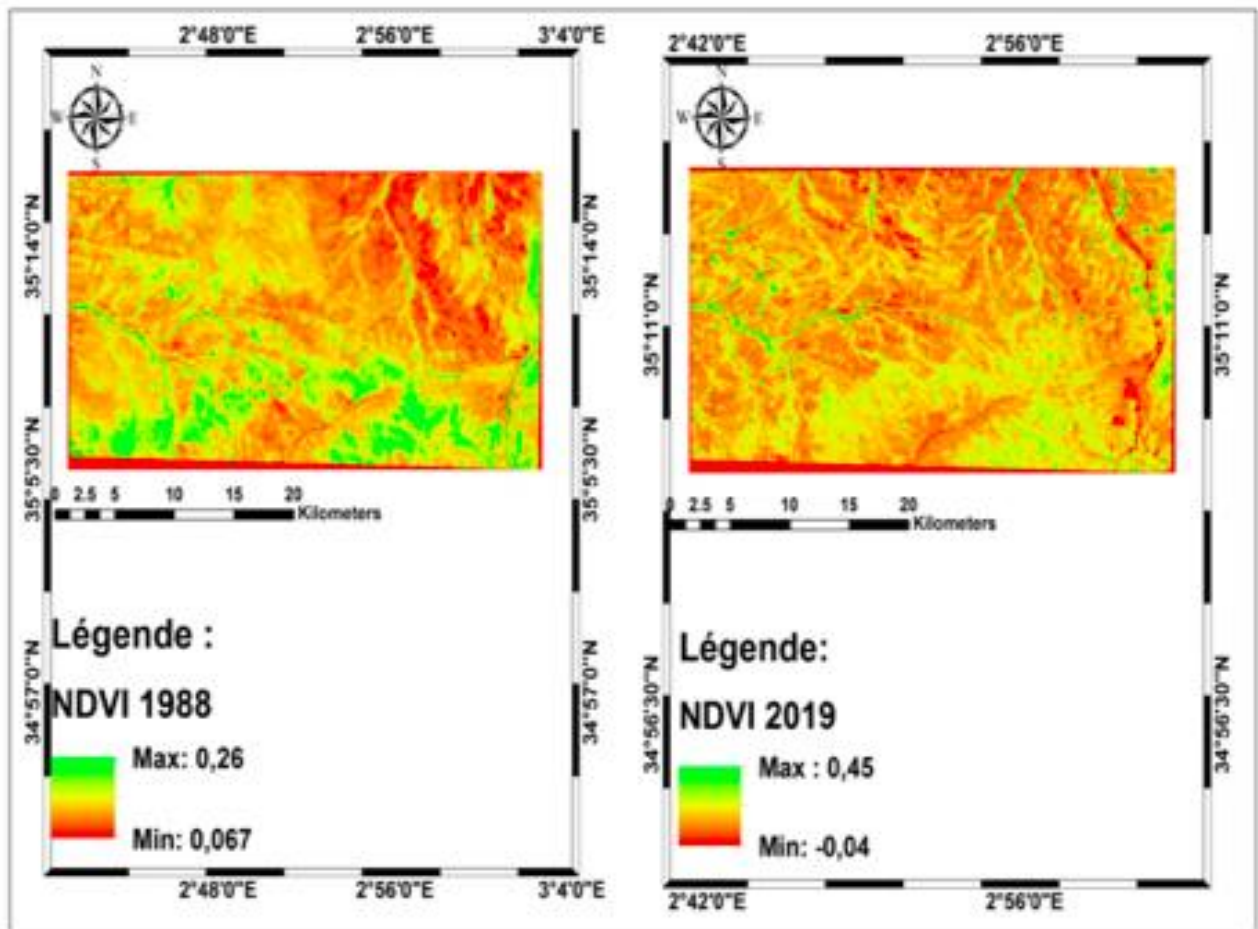 2°48'0"E 2°56'0"E 3°4'0"E
N
W E
S
35°14'0"N
35°14'0"N
35°5'30"N
35°5'30"N
0 2.5 5 10 15 20
Kilometers
34°57'0"N
34°57'0"N
Légende :
NDVI 1988
Max: 0,26
Min: 0,067
2°48'0"E 2°56'0"E 3°4'0"E
2°42'0"E 2°56'0"E
N
W E
S
35°11'0"N
35°11'0"N
0 2.5 5 10 15 20
Kilometers
34°56'30"N
34°56'30"N
Légende:
NDVI 2019
Max : 0,45
Min: -0,04
2°42'0"E 2°56'0"E